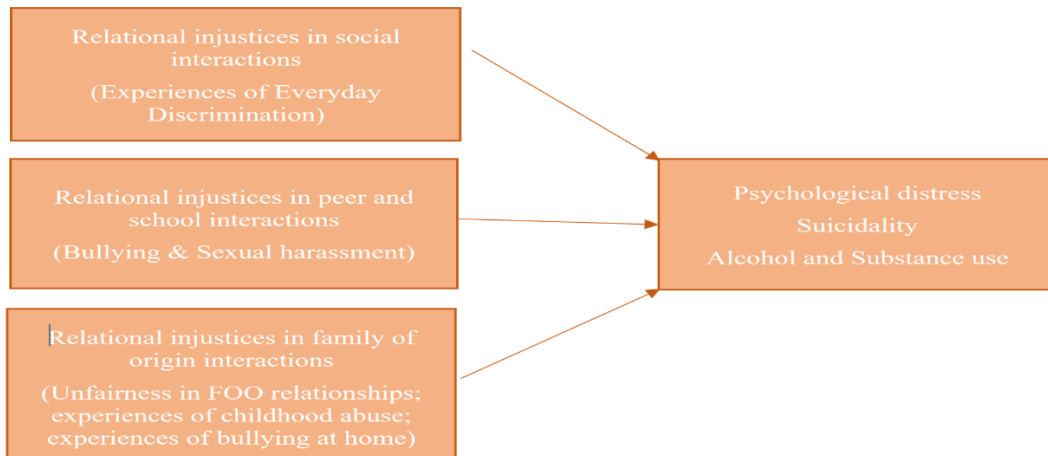 Relational injustices in social
interactions
(Experiences of Everyday
Discrimination)
Relational injustices in peer and
school interactions
(Bullying & Sexual harassment)
Relational injustices in family of
origin interactions
(Unfairness in FOO relationships;
experiences of childhood abuse;
experiences of bullying at home)
Psychological distress
Suicidality
Alcohol and Substance use